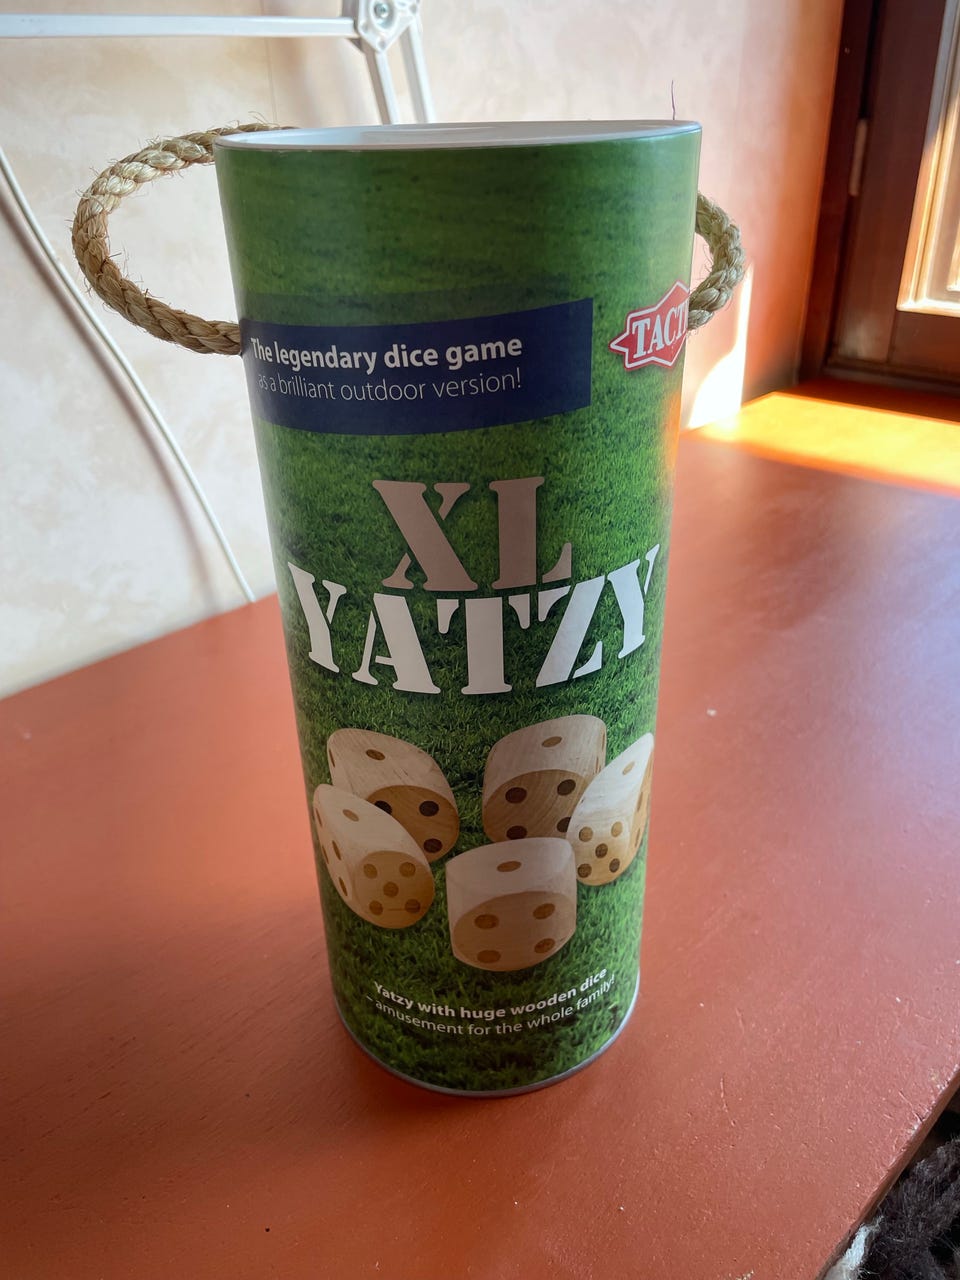 The legendary dice game
as a brilliant outdoor version!
TACT
XL
YATZY
Yatzy with huge wooden dice
– amusement for the whole family!